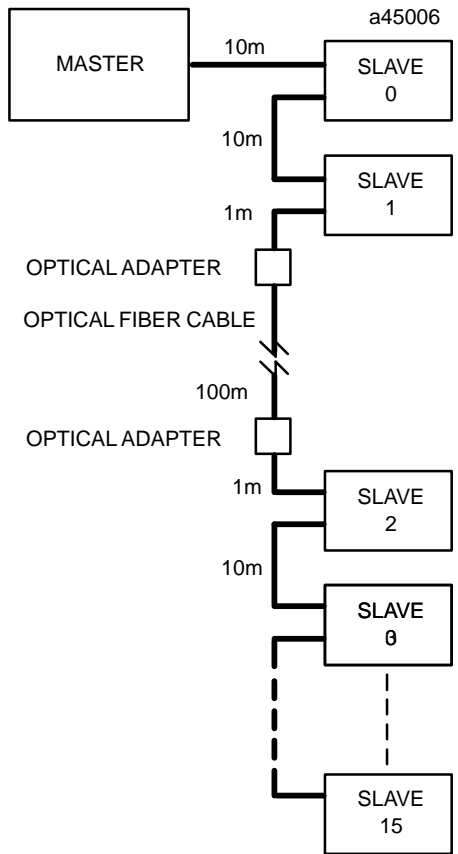 a45006
MASTER
10m
SLAVE
0
10m
SLAVE
1
1m
OPTICAL ADAPTER
OPTICAL FIBER CABLE
100m
OPTICAL ADAPTER
1m
SLAVE
2
10m
SLAVE
SLAVE
15